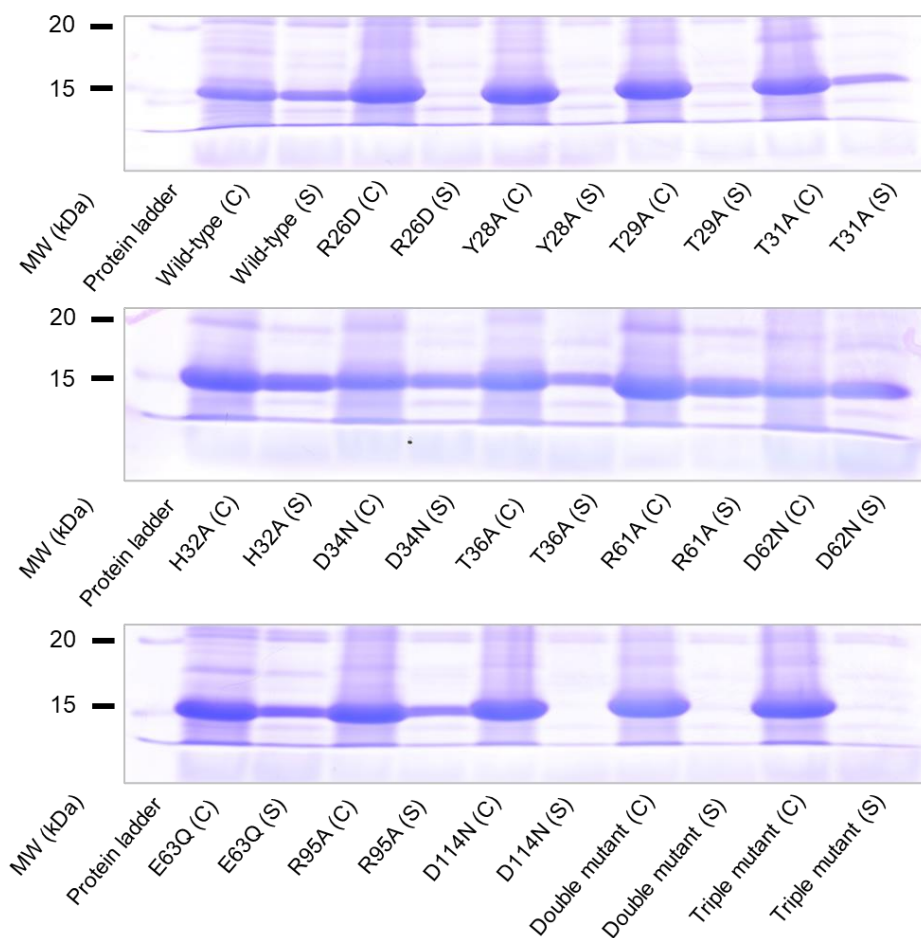 20
15
MW (kDa)
Protein ladder
Wild-type (C)
Wild-type (S)
R26D (C)
R26D (S)
Y28A (C)
Y28A (S)
T29A (C)
T29A (S)
T31A (C)
T31A (S)
20
15
MW (kDa)
Protein ladder
H32A (C)
H32A (S)
D34N (C)
D34N (S)
T36A (C)
T36A (S)
R61A (C)
R61A (S)
D62N (C)
D62N (S)
20
15
MW (kDa)
Protein ladder
E63Q (C)
E63Q (S)
R95A (C)
R95A (S)
D114N (C)
D114N (S)
Double mutant (C)
Double mutant (S)
Triple mutant (C)
Triple mutant (S)